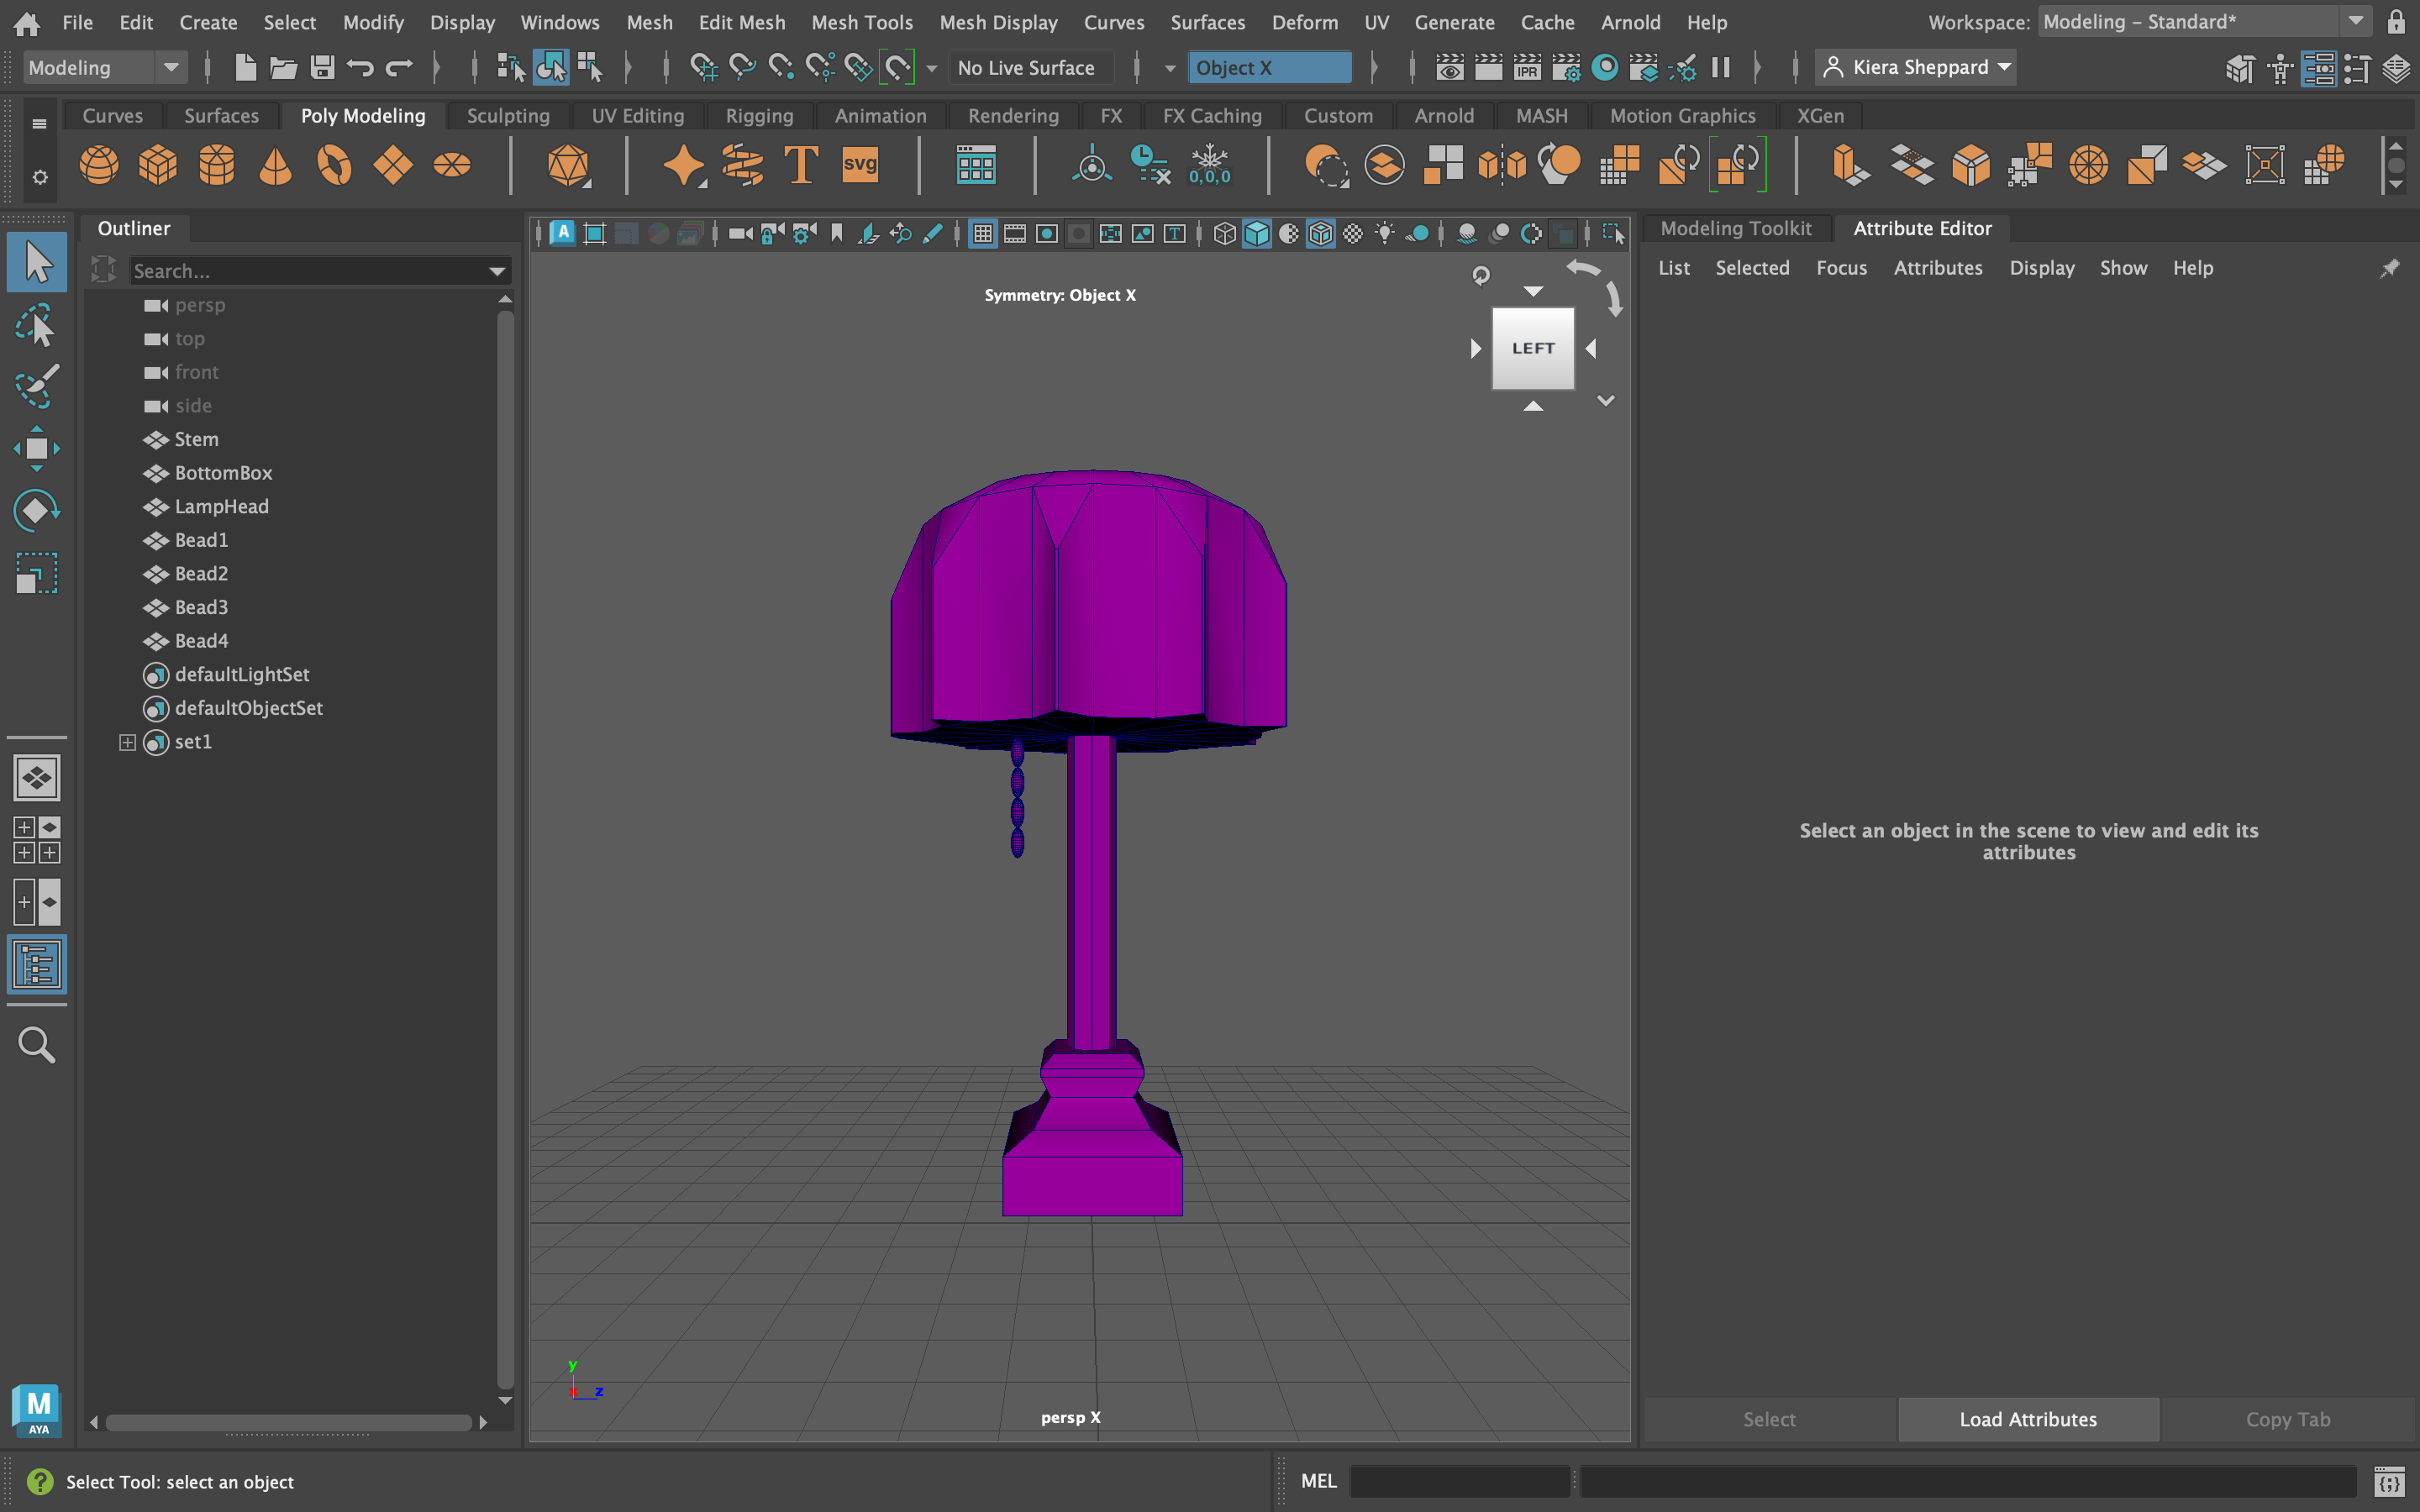 File Edit Create Select Modify Display Windows Mesh Edit Mesh Mesh Tools Mesh Display Curves Surfaces Deform UV Generate Cache Arnold Help Workspace: Modeling - Standard*
Modeling No Live Surface Object X IPR Kiera Sheppard
Curves Surfaces Poly Modeling Sculpting UV Editing Rigging Animation Rendering FX FX Caching Custom Arnold MASH Motion Graphics XGen
T svg 0,0,0
Outliner
Search...
persp
top
front
side
Stem
BottomBox
LampHead
Bead1
Bead2
Bead3
Bead4
defaultLightSet
defaultObjectSet
set1
A T
Symmetry: Object X
LEFT
y
x z
persp X
Modeling Toolkit Attribute Editor
List Selected Focus Attributes Display Show Help
Select an object in the scene to view and edit its
attributes
Select Load Attributes Copy Tab
M
AYA
? Select Tool: select an object
MEL